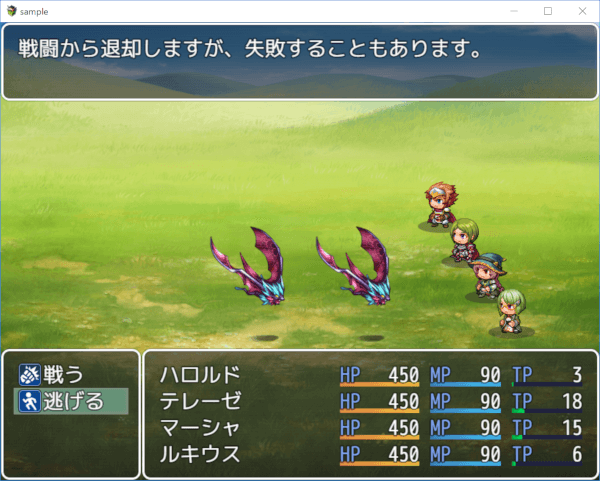 sample
戦闘から退却しますが、失敗することもあります。
戦う
逃げる
ハロルド HP 450 MP 90 TP 3
テレーゼ HP 450 MP 90 TP 18
マーシャ HP 450 MP 90 TP 15
ルキウス HP 450 MP 90 TP 6